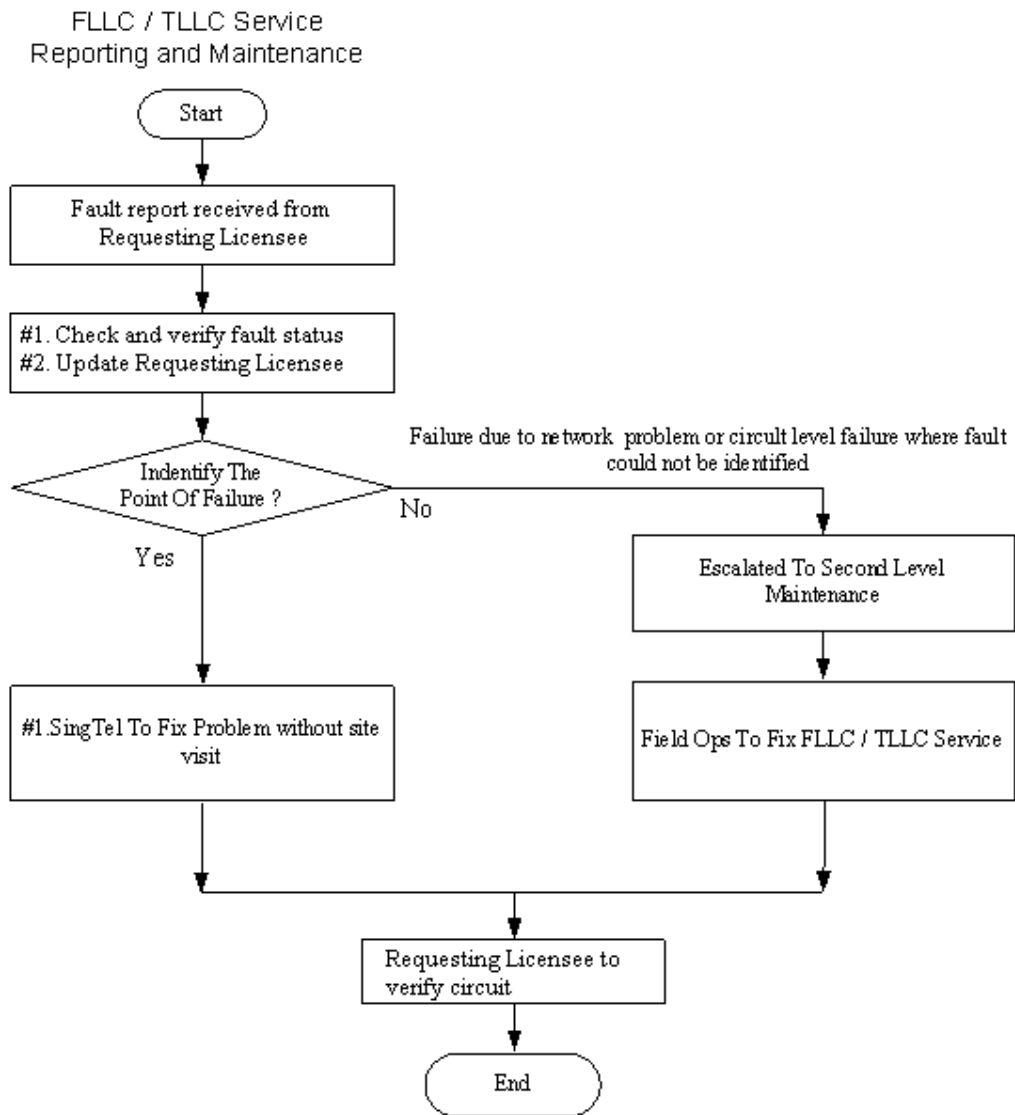 FLLC / TLLC Service
Reporting and Maintenance
Start
Fault report received from
Requesting Licensee
#1. Check and verify fault status
#2. Update Requesting Licensee
Indentify The
Point Of Failure ?
Failure due to network problem or circult level failure where fault
could not be identified
No
Yes
Escalated To Second Level
Maintenance
#1.SingTel To Fix Problem without site
visit
Field Ops To Fix FLLC / TLLC Service
Requesting Licensee to
verify circuit
End